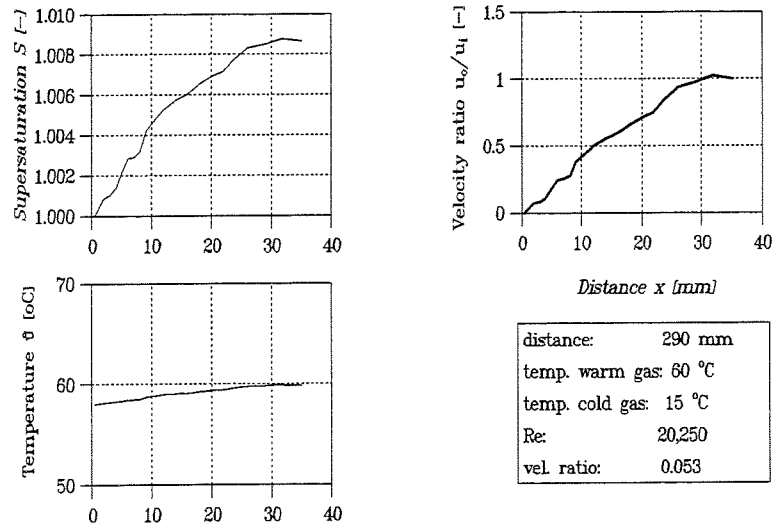 Supersaturation S [-]
1.010
1.008
1.006
1.004
1.002
1.000
0 10 20 30 40
Velocity ratio uo/ui [-]
1.5
1
0.5
0
0 10 20 30 40
Distance x [mm]
Temperature ϑ [oC]
70
60
50
0 10 20 30 40
distance: 290 mm
temp. warm gas: 60 °C
temp. cold gas: 15 °C
Re: 20,250
vel. ratio: 0.053